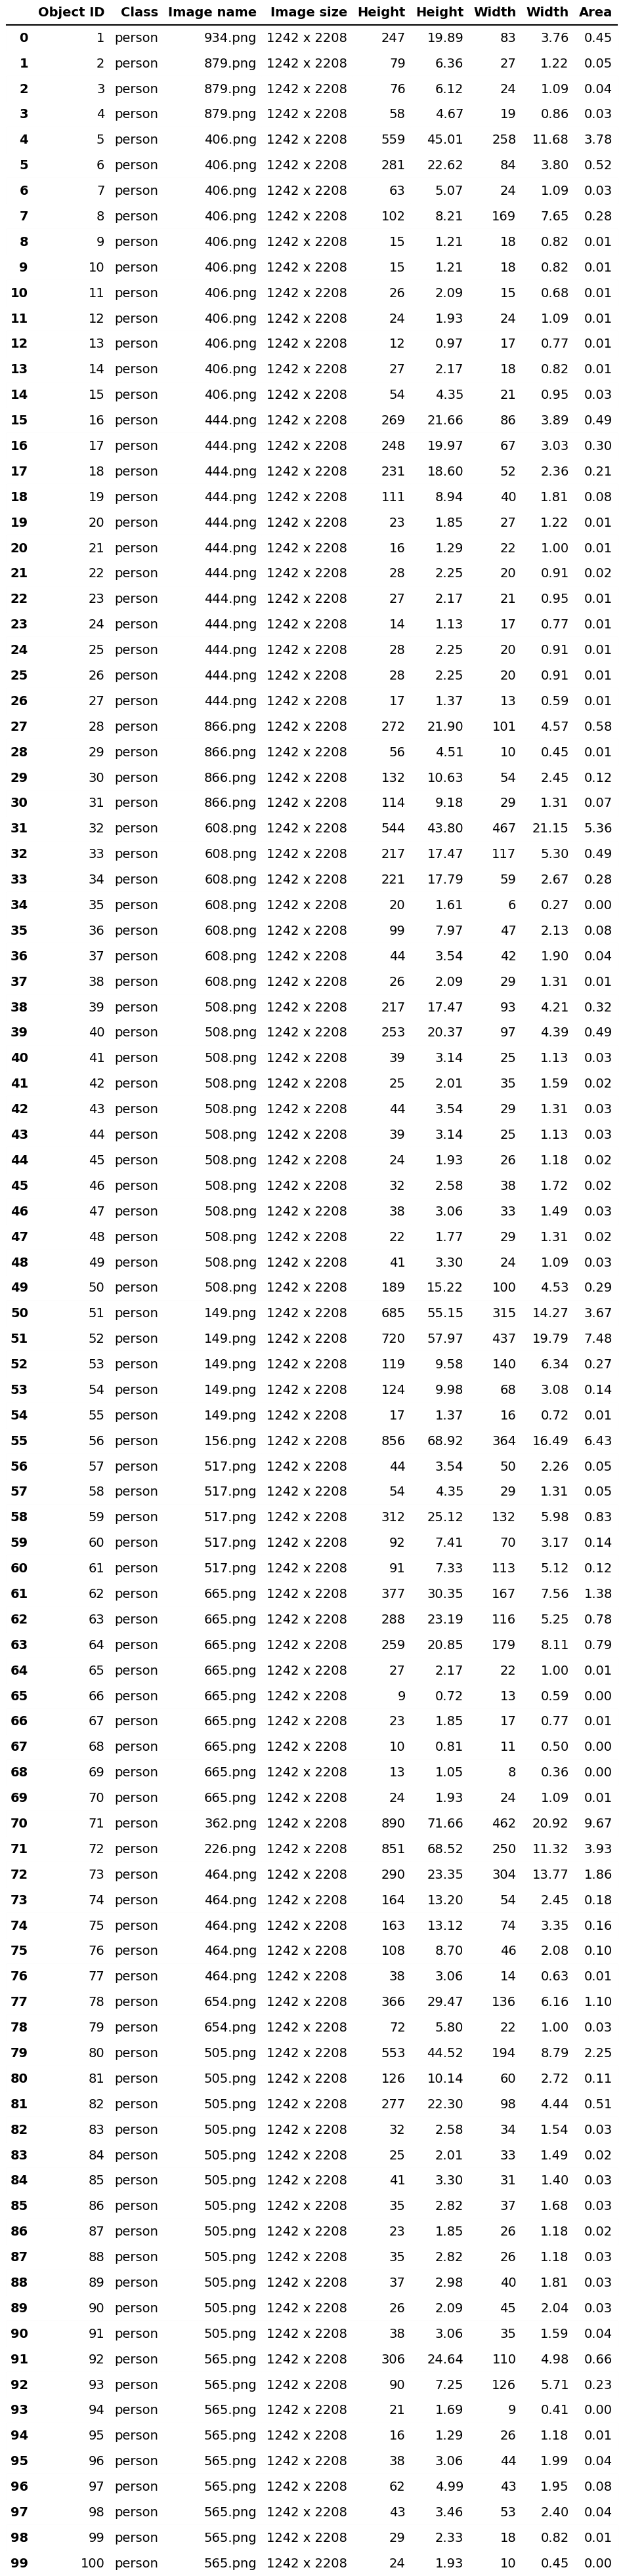 Object ID Class Image name Image size Height Height Width Width Area
0 1 person 934.png 1242 x 2208 247 19.89 83 3.76 0.45
1 2 person 879.png 1242 x 2208 79 6.36 27 1.22 0.05
2 3 person 879.png 1242 x 2208 76 6.12 24 1.09 0.04
3 4 person 879.png 1242 x 2208 58 4.67 19 0.86 0.03
4 5 person 406.png 1242 x 2208 559 45.01 258 11.68 3.78
5 6 person 406.png 1242 x 2208 281 22.62 84 3.80 0.52
6 7 person 406.png 1242 x 2208 63 5.07 24 1.09 0.03
7 8 person 406.png 1242 x 2208 102 8.21 169 7.65 0.28
8 9 person 406.png 1242 x 2208 15 1.21 18 0.82 0.01
9 10 person 406.png 1242 x 2208 15 1.21 18 0.82 0.01
10 11 person 406.png 1242 x 2208 26 2.09 15 0.68 0.01
11 12 person 406.png 1242 x 2208 24 1.93 24 1.09 0.01
12 13 person 406.png 1242 x 2208 12 0.97 17 0.77 0.01
13 14 person 406.png 1242 x 2208 27 2.17 18 0.82 0.01
14 15 person 406.png 1242 x 2208 54 4.35 21 0.95 0.03
15 16 person 444.png 1242 x 2208 269 21.66 86 3.89 0.49
16 17 person 444.png 1242 x 2208 248 19.97 67 3.03 0.30
17 18 person 444.png 1242 x 2208 231 18.60 52 2.36 0.21
18 19 person 444.png 1242 x 2208 111 8.94 40 1.81 0.08
19 20 person 444.png 1242 x 2208 23 1.85 27 1.22 0.01
20 21 person 444.png 1242 x 2208 16 1.29 22 1.00 0.01
21 22 person 444.png 1242 x 2208 28 2.25 20 0.91 0.02
22 23 person 444.png 1242 x 2208 27 2.17 21 0.95 0.01
23 24 person 444.png 1242 x 2208 14 1.13 17 0.77 0.01
24 25 person 444.png 1242 x 2208 28 2.25 20 0.91 0.01
25 26 person 444.png 1242 x 2208 28 2.25 20 0.91 0.01
26 27 person 444.png 1242 x 2208 17 1.37 13 0.59 0.01
27 28 person 866.png 1242 x 2208 272 21.90 101 4.57 0.58
28 29 person 866.png 1242 x 2208 56 4.51 10 0.45 0.01
29 30 person 866.png 1242 x 2208 132 10.63 54 2.45 0.12
30 31 person 866.png 1242 x 2208 114 9.18 29 1.31 0.07
31 32 person 608.png 1242 x 2208 544 43.80 467 21.15 5.36
32 33 person 608.png 1242 x 2208 217 17.47 117 5.30 0.49
33 34 person 608.png 1242 x 2208 221 17.79 59 2.67 0.28
34 35 person 608.png 1242 x 2208 20 1.61 6 0.27 0.00
35 36 person 608.png 1242 x 2208 99 7.97 47 2.13 0.08
36 37 person 608.png 1242 x 2208 44 3.54 42 1.90 0.04
37 38 person 608.png 1242 x 2208 26 2.09 29 1.31 0.01
38 39 person 508.png 1242 x 2208 217 17.47 93 4.21 0.32
39 40 person 508.png 1242 x 2208 253 20.37 97 4.39 0.49
40 41 person 508.png 1242 x 2208 39 3.14 25 1.13 0.03
41 42 person 508.png 1242 x 2208 25 2.01 35 1.59 0.02
42 43 person 508.png 1242 x 2208 44 3.54 29 1.31 0.03
43 44 person 508.png 1242 x 2208 39 3.14 25 1.13 0.03
44 45 person 508.png 1242 x 2208 24 1.93 26 1.18 0.02
45 46 person 508.png 1242 x 2208 32 2.58 38 1.72 0.02
46 47 person 508.png 1242 x 2208 38 3.06 33 1.49 0.03
47 48 person 508.png 1242 x 2208 22 1.77 29 1.31 0.02
48 49 person 508.png 1242 x 2208 41 3.30 24 1.09 0.03
49 50 person 508.png 1242 x 2208 189 15.22 100 4.53 0.29
50 51 person 149.png 1242 x 2208 685 55.15 315 14.27 3.67
51 52 person 149.png 1242 x 2208 720 57.97 437 19.79 7.48
52 53 person 149.png 1242 x 2208 119 9.58 140 6.34 0.27
53 54 person 149.png 1242 x 2208 124 9.98 68 3.08 0.14
54 55 person 149.png 1242 x 2208 17 1.37 16 0.72 0.01
55 56 person 156.png 1242 x 2208 856 68.92 364 16.49 6.43
56 57 person 517.png 1242 x 2208 44 3.54 50 2.26 0.05
57 58 person 517.png 1242 x 2208 54 4.35 29 1.31 0.05
58 59 person 517.png 1242 x 2208 312 25.12 132 5.98 0.83
59 60 person 517.png 1242 x 2208 92 7.41 70 3.17 0.14
60 61 person 517.png 1242 x 2208 91 7.33 113 5.12 0.12
61 62 person 665.png 1242 x 2208 377 30.35 167 7.56 1.38
62 63 person 665.png 1242 x 2208 288 23.19 116 5.25 0.78
63 64 person 665.png 1242 x 2208 259 20.85 179 8.11 0.79
64 65 person 665.png 1242 x 2208 27 2.17 22 1.00 0.01
65 66 person 665.png 1242 x 2208 9 0.72 13 0.59 0.00
66 67 person 665.png 1242 x 2208 23 1.85 17 0.77 0.01
67 68 person 665.png 1242 x 2208 10 0.81 11 0.50 0.00
68 69 person 665.png 1242 x 2208 13 1.05 8 0.36 0.00
69 70 person 665.png 1242 x 2208 24 1.93 24 1.09 0.01
70 71 person 362.png 1242 x 2208 890 71.66 462 20.92 9.67
71 72 person 226.png 1242 x 2208 851 68.52 250 11.32 3.93
72 73 person 464.png 1242 x 2208 290 23.35 304 13.77 1.86
73 74 person 464.png 1242 x 2208 164 13.20 54 2.45 0.18
74 75 person 464.png 1242 x 2208 163 13.12 74 3.35 0.16
75 76 person 464.png 1242 x 2208 108 8.70 46 2.08 0.10
76 77 person 464.png 1242 x 2208 38 3.06 14 0.63 0.01
77 78 person 654.png 1242 x 2208 366 29.47 136 6.16 1.10
78 79 person 654.png 1242 x 2208 72 5.80 22 1.00 0.03
79 80 person 505.png 1242 x 2208 553 44.52 194 8.79 2.25
80 81 person 505.png 1242 x 2208 126 10.14 60 2.72 0.11
81 82 person 505.png 1242 x 2208 277 22.30 98 4.44 0.51
82 83 person 505.png 1242 x 2208 32 2.58 34 1.54 0.03
83 84 person 505.png 1242 x 2208 25 2.01 33 1.49 0.02
84 85 person 505.png 1242 x 2208 41 3.30 31 1.40 0.03
85 86 person 505.png 1242 x 2208 35 2.82 37 1.68 0.03
86 87 person 505.png 1242 x 2208 23 1.85 26 1.18 0.02
87 88 person 505.png 1242 x 2208 35 2.82 26 1.18 0.03
88 89 person 505.png 1242 x 2208 37 2.98 40 1.81 0.03
89 90 person 505.png 1242 x 2208 26 2.09 45 2.04 0.03
90 91 person 505.png 1242 x 2208 38 3.06 35 1.59 0.04
91 92 person 565.png 1242 x 2208 306 24.64 110 4.98 0.66
92 93 person 565.png 1242 x 2208 90 7.25 126 5.71 0.23
93 94 person 565.png 1242 x 2208 21 1.69 9 0.41 0.00
94 95 person 565.png 1242 x 2208 16 1.29 26 1.18 0.01
95 96 person 565.png 1242 x 2208 38 3.06 44 1.99 0.04
96 97 person 565.png 1242 x 2208 62 4.99 43 1.95 0.08
97 98 person 565.png 1242 x 2208 43 3.46 53 2.40 0.04
98 99 person 565.png 1242 x 2208 29 2.33 18 0.82 0.01
99 100 person 565.png 1242 x 2208 24 1.93 10 0.45 0.00